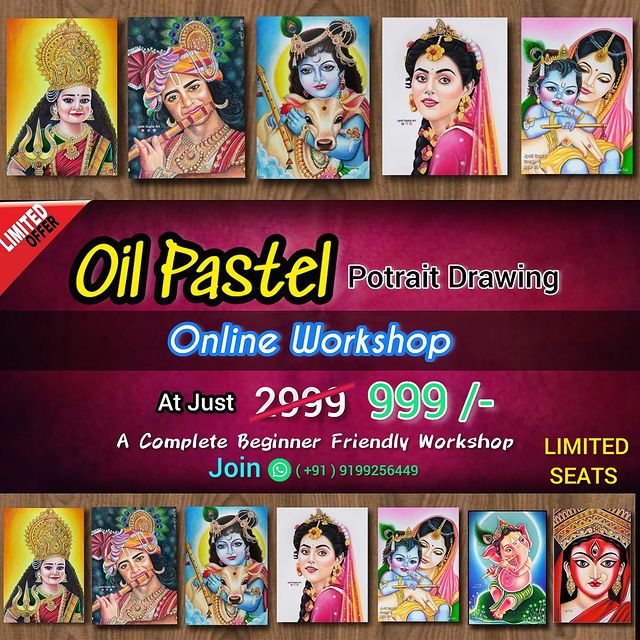 LIMITED
OFFER
Oil Pastel Potrait Drawing
Online Workshop
At Just 2999 999 /-
A Complete Beginner Friendly Workshop
Join ( +91 ) 9199256449
LIMITED
SEATS